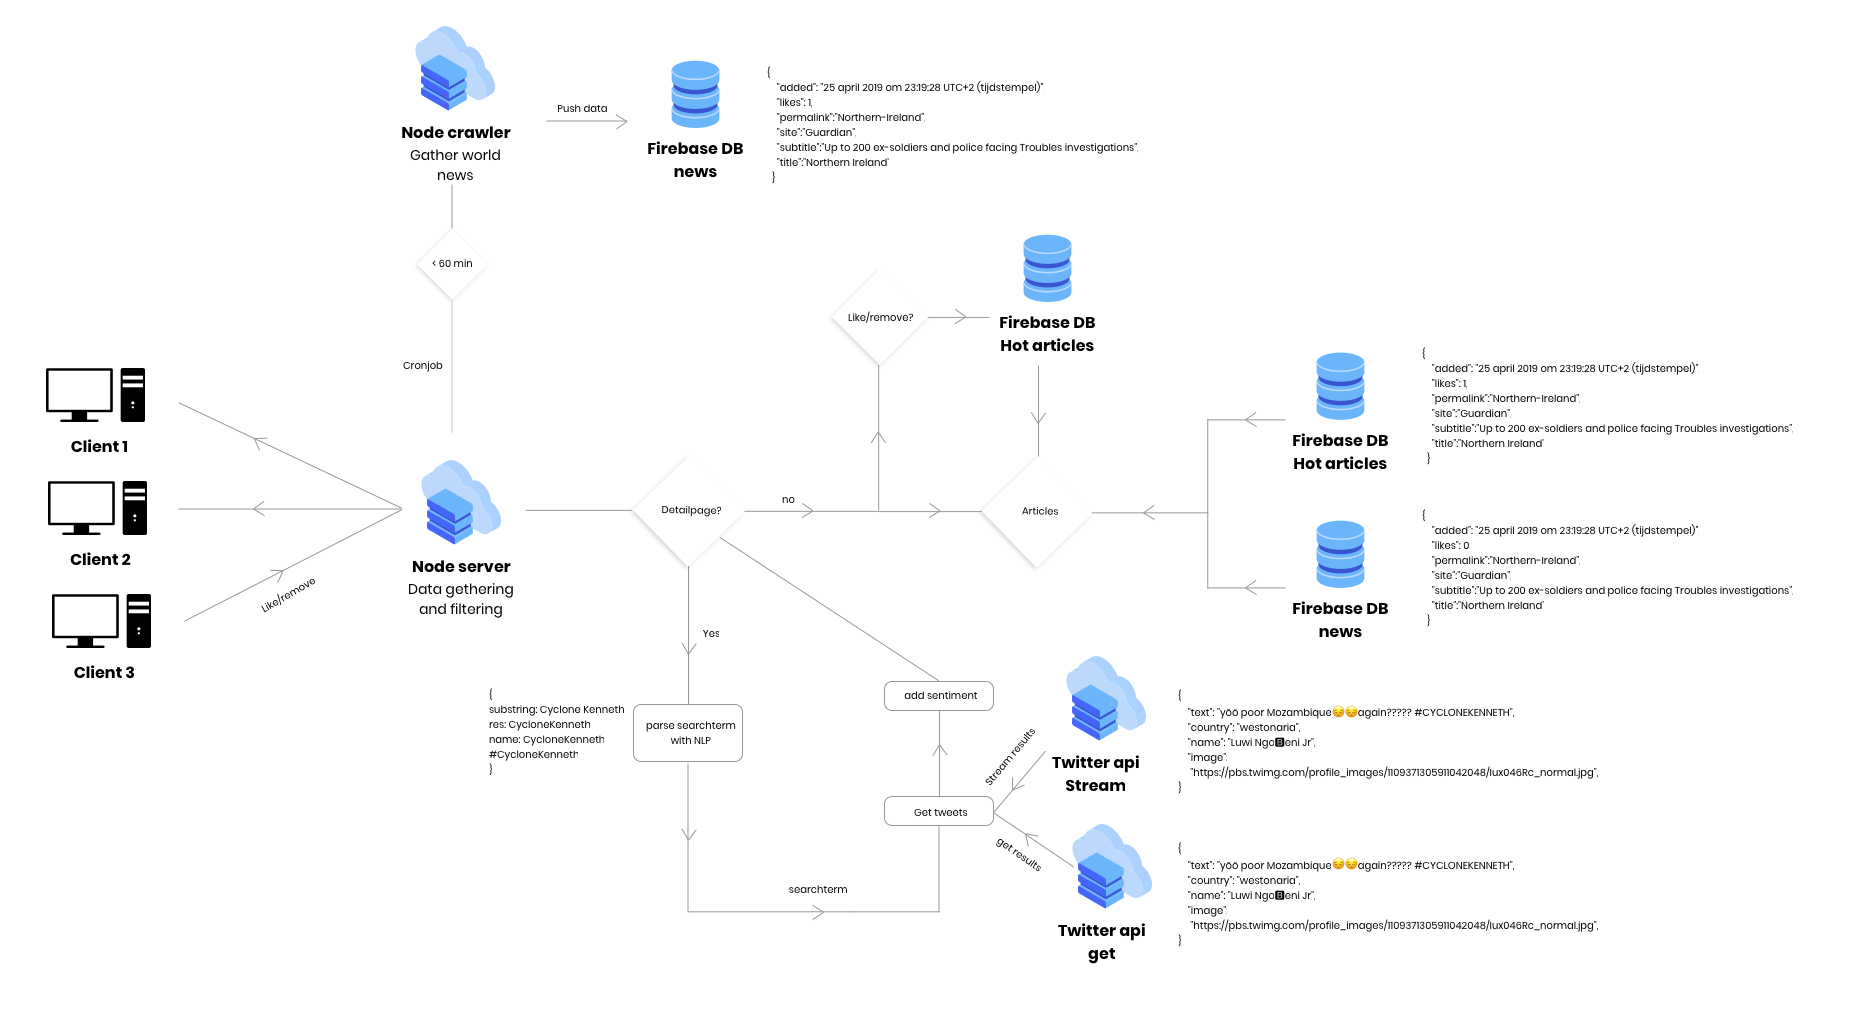 Node crawler
Gather world
news
Push data
Firebase DB
news
{
"added": "25 april 2019 om 23:19:28 UTC+2 (tijdstempel)"
"likes": 1,
"permalink":"Northern-Ireland",
"site":"Guardian",
"subtitle":"Up to 200 ex-soldiers and police facing Troubles investigations",
"title":"Northern Ireland"
}
< 60 min
Cronjob
Like/remove?
Firebase DB
Hot articles
Client 1
Client 2
Client 3
Like/remove
Node server
Data gethering
and filtering
Detailpage?
no
Articles
Firebase DB
Hot articles
{
"added": "25 april 2019 om 23:19:28 UTC+2 (tijdstempel)"
"likes": 1,
"permalink":"Northern-Ireland",
"site":"Guardian",
"subtitle":"Up to 200 ex-soldiers and police facing Troubles investigations",
"title":"Northern Ireland"
}
Firebase DB
news
{
"added": "25 april 2019 om 23:19:28 UTC+2 (tijdstempel)"
"likes": 0
"permalink":"Northern-Ireland",
"site":"Guardian",
"subtitle":"Up to 200 ex-soldiers and police facing Troubles investigations",
"title":"Northern Ireland"
}
Yes
{
substring: Cyclone Kenneth
res: CycloneKenneth
name: CycloneKenneth
#CycloneKenneth
}
parse searchterm
with NLP
searchterm
add sentiment
Get tweets
Stream results
get results
Twitter api
Stream
{
"text": "yõõ poor Mozambique😔😔again????? #CYCLONEKENNETH",
"country": "westonaria",
"name": "Luwi Ngo🅱eni Jr",
"image":
"https://pbs.twimg.com/profile_images/1109371305911042048/lux046Rc_normal.jpg",
}
Twitter api
get
{
"text": "yõõ poor Mozambique😔😔again????? #CYCLONEKENNETH",
"country": "westonaria",
"name": "Luwi Ngo🅱eni Jr",
"image":
"https://pbs.twimg.com/profile_images/1109371305911042048/lux046Rc_normal.jpg",
}